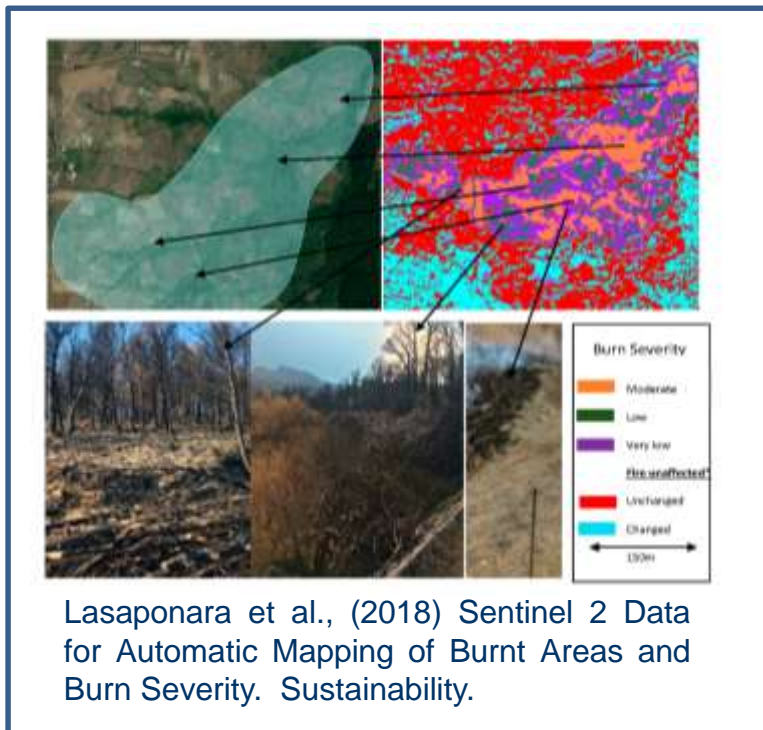 Burn Severity
Moderate
Low
Very low
Fire unaffected*
Unchanged
Changed
150m
Lasaponara et al., (2018) Sentinel 2 Data
for Automatic Mapping of Burnt Areas and
Burn Severity. Sustainability.